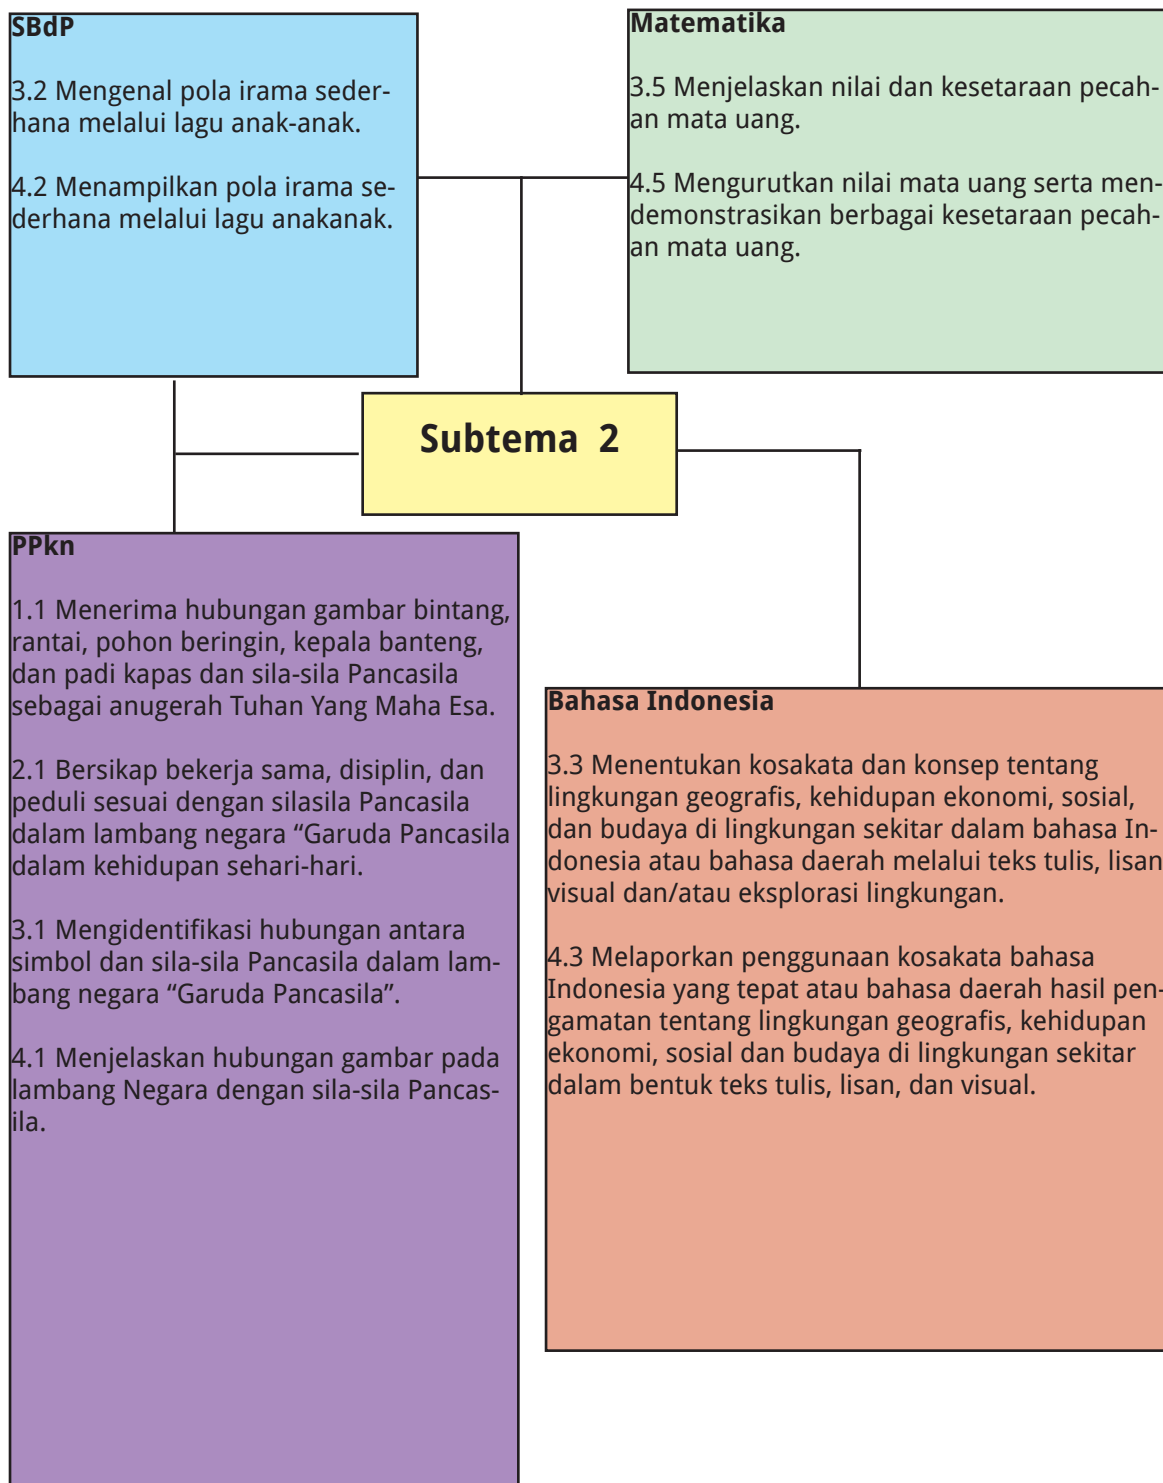 SBdP
3.2 Mengenal pola irama seder-
hana melalui lagu anak-anak.
4.2 Menampilkan pola irama se-
derhana melalui lagu anakanak.
Matematika
3.5 Menjelaskan nilai dan kesetaraan pecah-
an mata uang.
4.5 Mengurutkan nilai mata uang serta men-
demonstrasikan berbagai kesetaraan pecah-
an mata uang.
Subtema 2
PPkn
1.1 Menerima hubungan gambar bintang,
rantai, pohon beringin, kepala banteng,
dan padi kapas dan sila-sila Pancasila
sebagai anugerah Tuhan Yang Maha Esa.
2.1 Bersikap bekerja sama, disiplin, dan
peduli sesuai dengan silasila Pancasila
dalam lambang negara “Garuda Pancasila
dalam kehidupan sehari-hari.
3.1 Mengidentifikasi hubungan antara
simbol dan sila-sila Pancasila dalam lam-
bang negara “Garuda Pancasila”.
4.1 Menjelaskan hubungan gambar pada
lambang Negara dengan sila-sila Pancas-
ila.
Bahasa Indonesia
3.3 Menentukan kosakata dan konsep tentang
lingkungan geografis, kehidupan ekonomi, sosial,
dan budaya di lingkungan sekitar dalam bahasa In-
donesia atau bahasa daerah melalui teks tulis, lisan
visual dan/atau eksplorasi lingkungan.
4.3 Melaporkan penggunaan kosakata bahasa
Indonesia yang tepat atau bahasa daerah hasil pen-
gamatan tentang lingkungan geografis, kehidupan
ekonomi, sosial dan budaya di lingkungan sekitar
dalam bentuk teks tulis, lisan, dan visual.